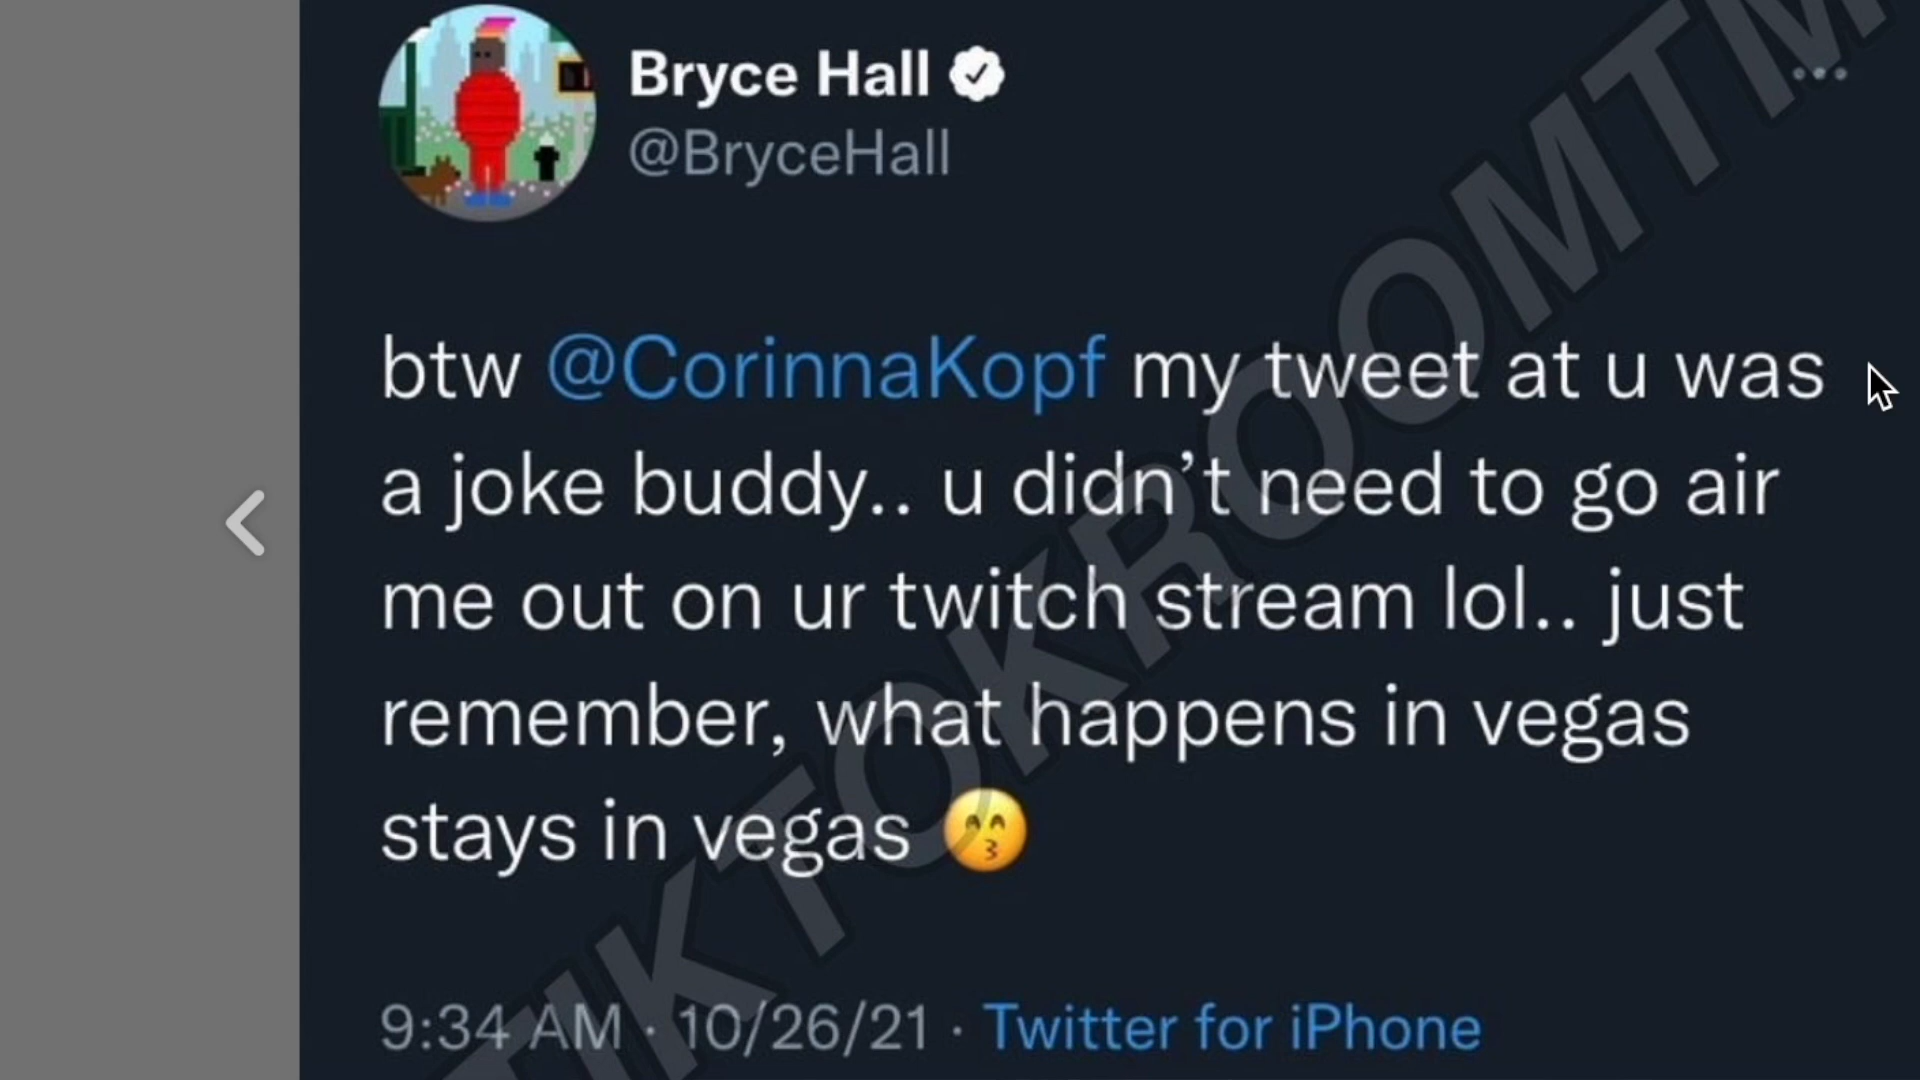 Bryce Hall
@BryceHall
btw @CorinnaKopf my tweet at u was
a joke buddy.. u didn’t need to go air
me out on ur twitch stream lol.. just
remember, what happens in vegas
stays in vegas 😙
9:34 AM · 10/26/21 · Twitter for iPhone
TIKTOKROOMTM